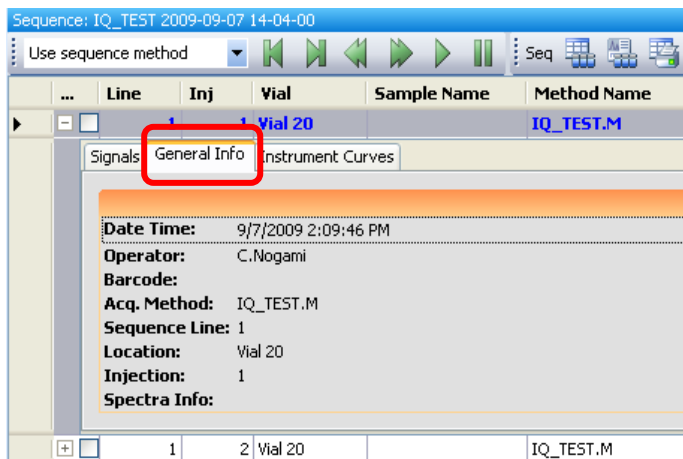 Sequence: IQ_TEST 2009-09-07 14-04-00
Use sequence method Seq
... Line Inj Vial Sample Name Method Name
1 1 Vial 20 IQ_TEST.M
Signals General Info Instrument Curves
Date Time: 9/7/2009 2:09:46 PM
Operator: C.Nogami
Barcode:
Acq. Method: IQ_TEST.M
Sequence Line: 1
Location: Vial 20
Injection: 1
Spectra Info:
1 2 Vial 20 IQ_TEST.M